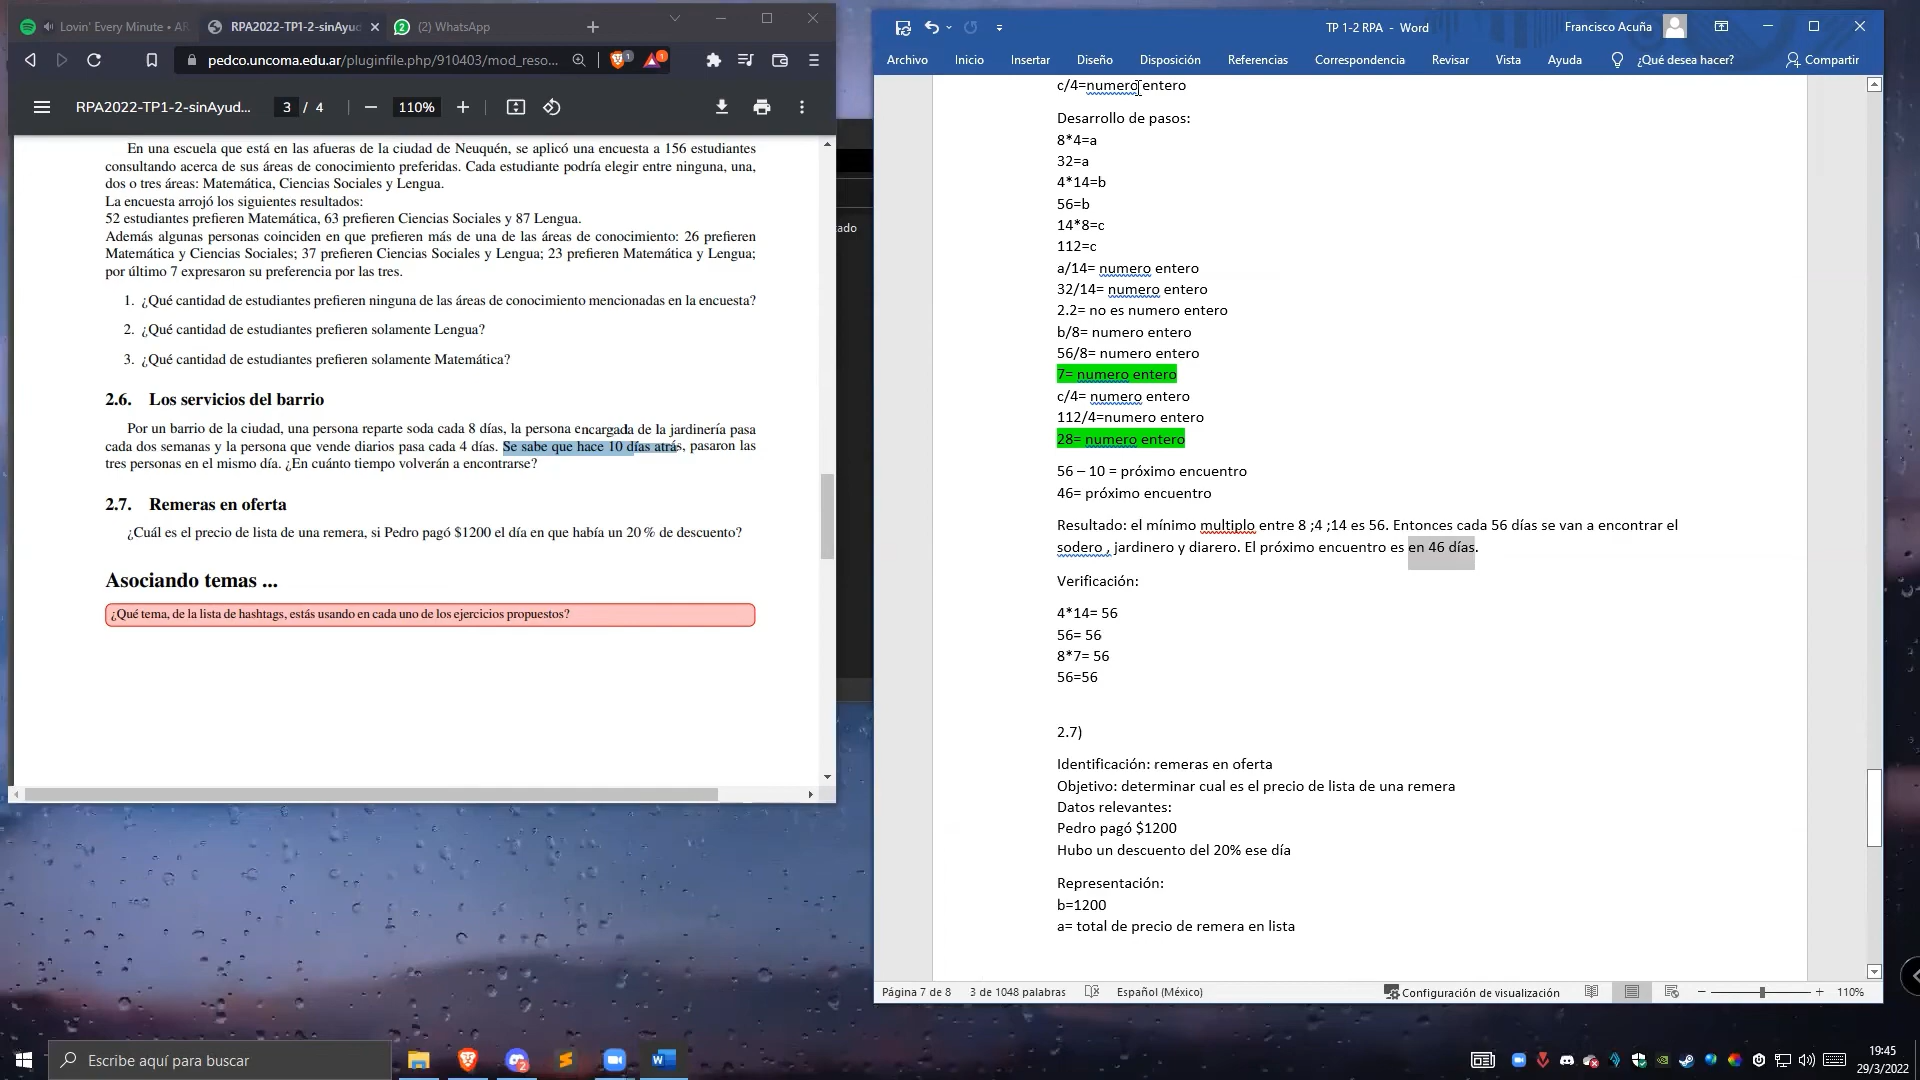 Lovin' Every Minute • AR
RPA2022-TP1-2-sinAyud
(2) WhatsApp
pedco.uncoma.edu.ar/pluginfile.php/910403/mod_reso...
RPA2022-TP1-2-sinAyud...
3 / 4
110%
En una escuela que está en las afueras de la ciudad de Neuquén, se aplicó una encuesta a 156 estudiantes
consultando acerca de sus áreas de conocimiento preferidas. Cada estudiante podría elegir entre ninguna, una,
dos o tres áreas: Matemática, Ciencias Sociales y Lengua.
La encuesta arrojó los siguientes resultados:
52 estudiantes prefieren Matemática, 63 prefieren Ciencias Sociales y 87 Lengua.
Además algunas personas coinciden en que prefieren más de una de las áreas de conocimiento: 26 prefieren
Matemática y Ciencias Sociales; 37 prefieren Ciencias Sociales y Lengua; 23 prefieren Matemática y Lengua;
por último 7 expresaron su preferencia por las tres.
1. ¿Qué cantidad de estudiantes prefieren ninguna de las áreas de conocimiento mencionadas en la encuesta?
2. ¿Qué cantidad de estudiantes prefieren solamente Lengua?
3. ¿Qué cantidad de estudiantes prefieren solamente Matemática?
2.6. Los servicios del barrio
Por un barrio de la ciudad, una persona reparte soda cada 8 días, la persona encargada de la jardinería pasa
cada dos semanas y la persona que vende diarios pasa cada 4 días. Se sabe que hace 10 días atrás, pasaron las
tres personas en el mismo día. ¿En cuánto tiempo volverán a encontrarse?
2.7. Remeras en oferta
¿Cuál es el precio de lista de una remera, si Pedro pagó $1200 el día en que había un 20 % de descuento?
Asociando temas ...
¿Qué tema, de la lista de hashtags, estás usando en cada uno de los ejercicios propuestos?
ado
TP 1-2 RPA - Word
Francisco Acuña
Archivo Inicio Insertar Diseño Disposición Referencias Correspondencia Revisar Vista Ayuda ¿Qué desea hacer? Compartir
c/4=numero entero
Desarrollo de pasos:
8*4=a
32=a
4*14=b
56=b
14*8=c
112=c
a/14= numero entero
32/14= numero entero
2.2= no es numero entero
b/8= numero entero
56/8= numero entero
7= numero entero
c/4= numero entero
112/4=numero entero
28= numero entero
56 – 10 = próximo encuentro
46= próximo encuentro
Resultado: el mínimo multiplo entre 8 ;4 ;14 es 56. Entonces cada 56 días se van a encontrar el
sodero , jardinero y diarero. El próximo encuentro es en 46 días.
Verificación:
4*14= 56
56= 56
8*7= 56
56=56
2.7)
Identificación: remeras en oferta
Objetivo: determinar cual es el precio de lista de una remera
Datos relevantes:
Pedro pagó $1200
Hubo un descuento del 20% ese día
Representación:
b=1200
a= total de precio de remera en lista
Página 7 de 8 3 de 1048 palabras Español (México) Configuración de visualización 110%
Escribe aquí para buscar
19:45
29/3/2022